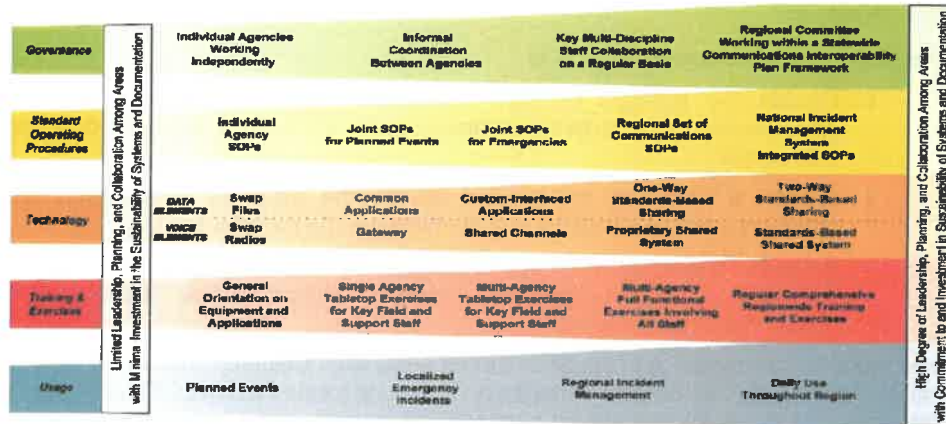 Governance
Individual Agencies
Working
Independently
Informal
Coordination
Between Agencies
Key Multi-Discipline
Staff Collaboration
on a Regular Basis
Regional Committee
Working within a Statewide
Communications Interoperability
Plan Framework
Standard
Operating
Procedures
Individual
Agency
SOPs
Joint SOPs
for Planned Events
Joint SOPs
for Emergencies
Regional Set of
Communications
SOPs
National Incident
Management
System
Integrated SOPs
Technology
DATA
ELEMENTS
Swap
Files
Common
Applications
Custom-Interfaced
Applications
One-Way
Standards-Based
Sharing
Two-Way
Standards-Based
Sharing
VOICE
ELEMENTS
Swap
Radios
Gateway
Shared Channels
Proprietary Shared
System
Standards-Based
Shared System
Training &
Exercises
General
Orientation on
Equipment and
Applications
Single Agency
Tabletop Exercises
for Key Field and
Support Staff
Multi-Agency
Tabletop Exercises
for Key Field and
Support Staff
Multi-Agency
Full Functional
Exercises Involving
All Staff
Regular Comprehensive
Regionwide Training
and Exercises
Usage
Planned Events
Localized
Emergency
Incidents
Regional Incident
Management
Daily Use
Throughout Region
Limited Leadership, Planning, and Collaboration Among Areas
with Minimal Investment in the Sustainability of Systems and Documentation
High Degree of Leadership, Planning, and Collaboration Among Areas
with Commitment to and Investment in Sustainability of Systems and Documentation